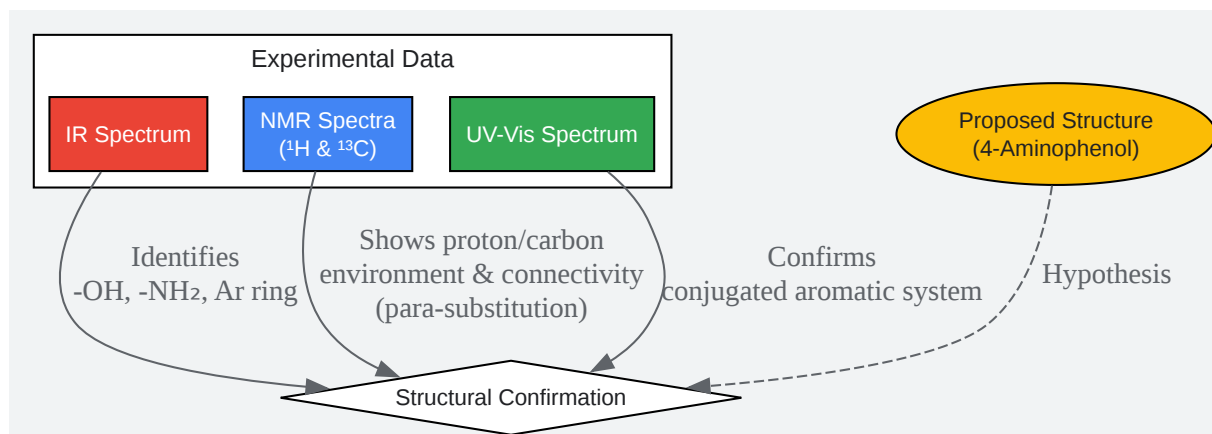 Experimental Data
IR Spectrum
NMR Spectra
(¹H & ¹³C)
UV-Vis Spectrum
Proposed Structure
(4-Aminophenol)
Identifies
-OH, -NH₂, Ar ring
Shows proton/carbon
environment & connectivity
(para-substitution)
Confirms
conjugated aromatic system
Hypothesis
Structural Confirmation